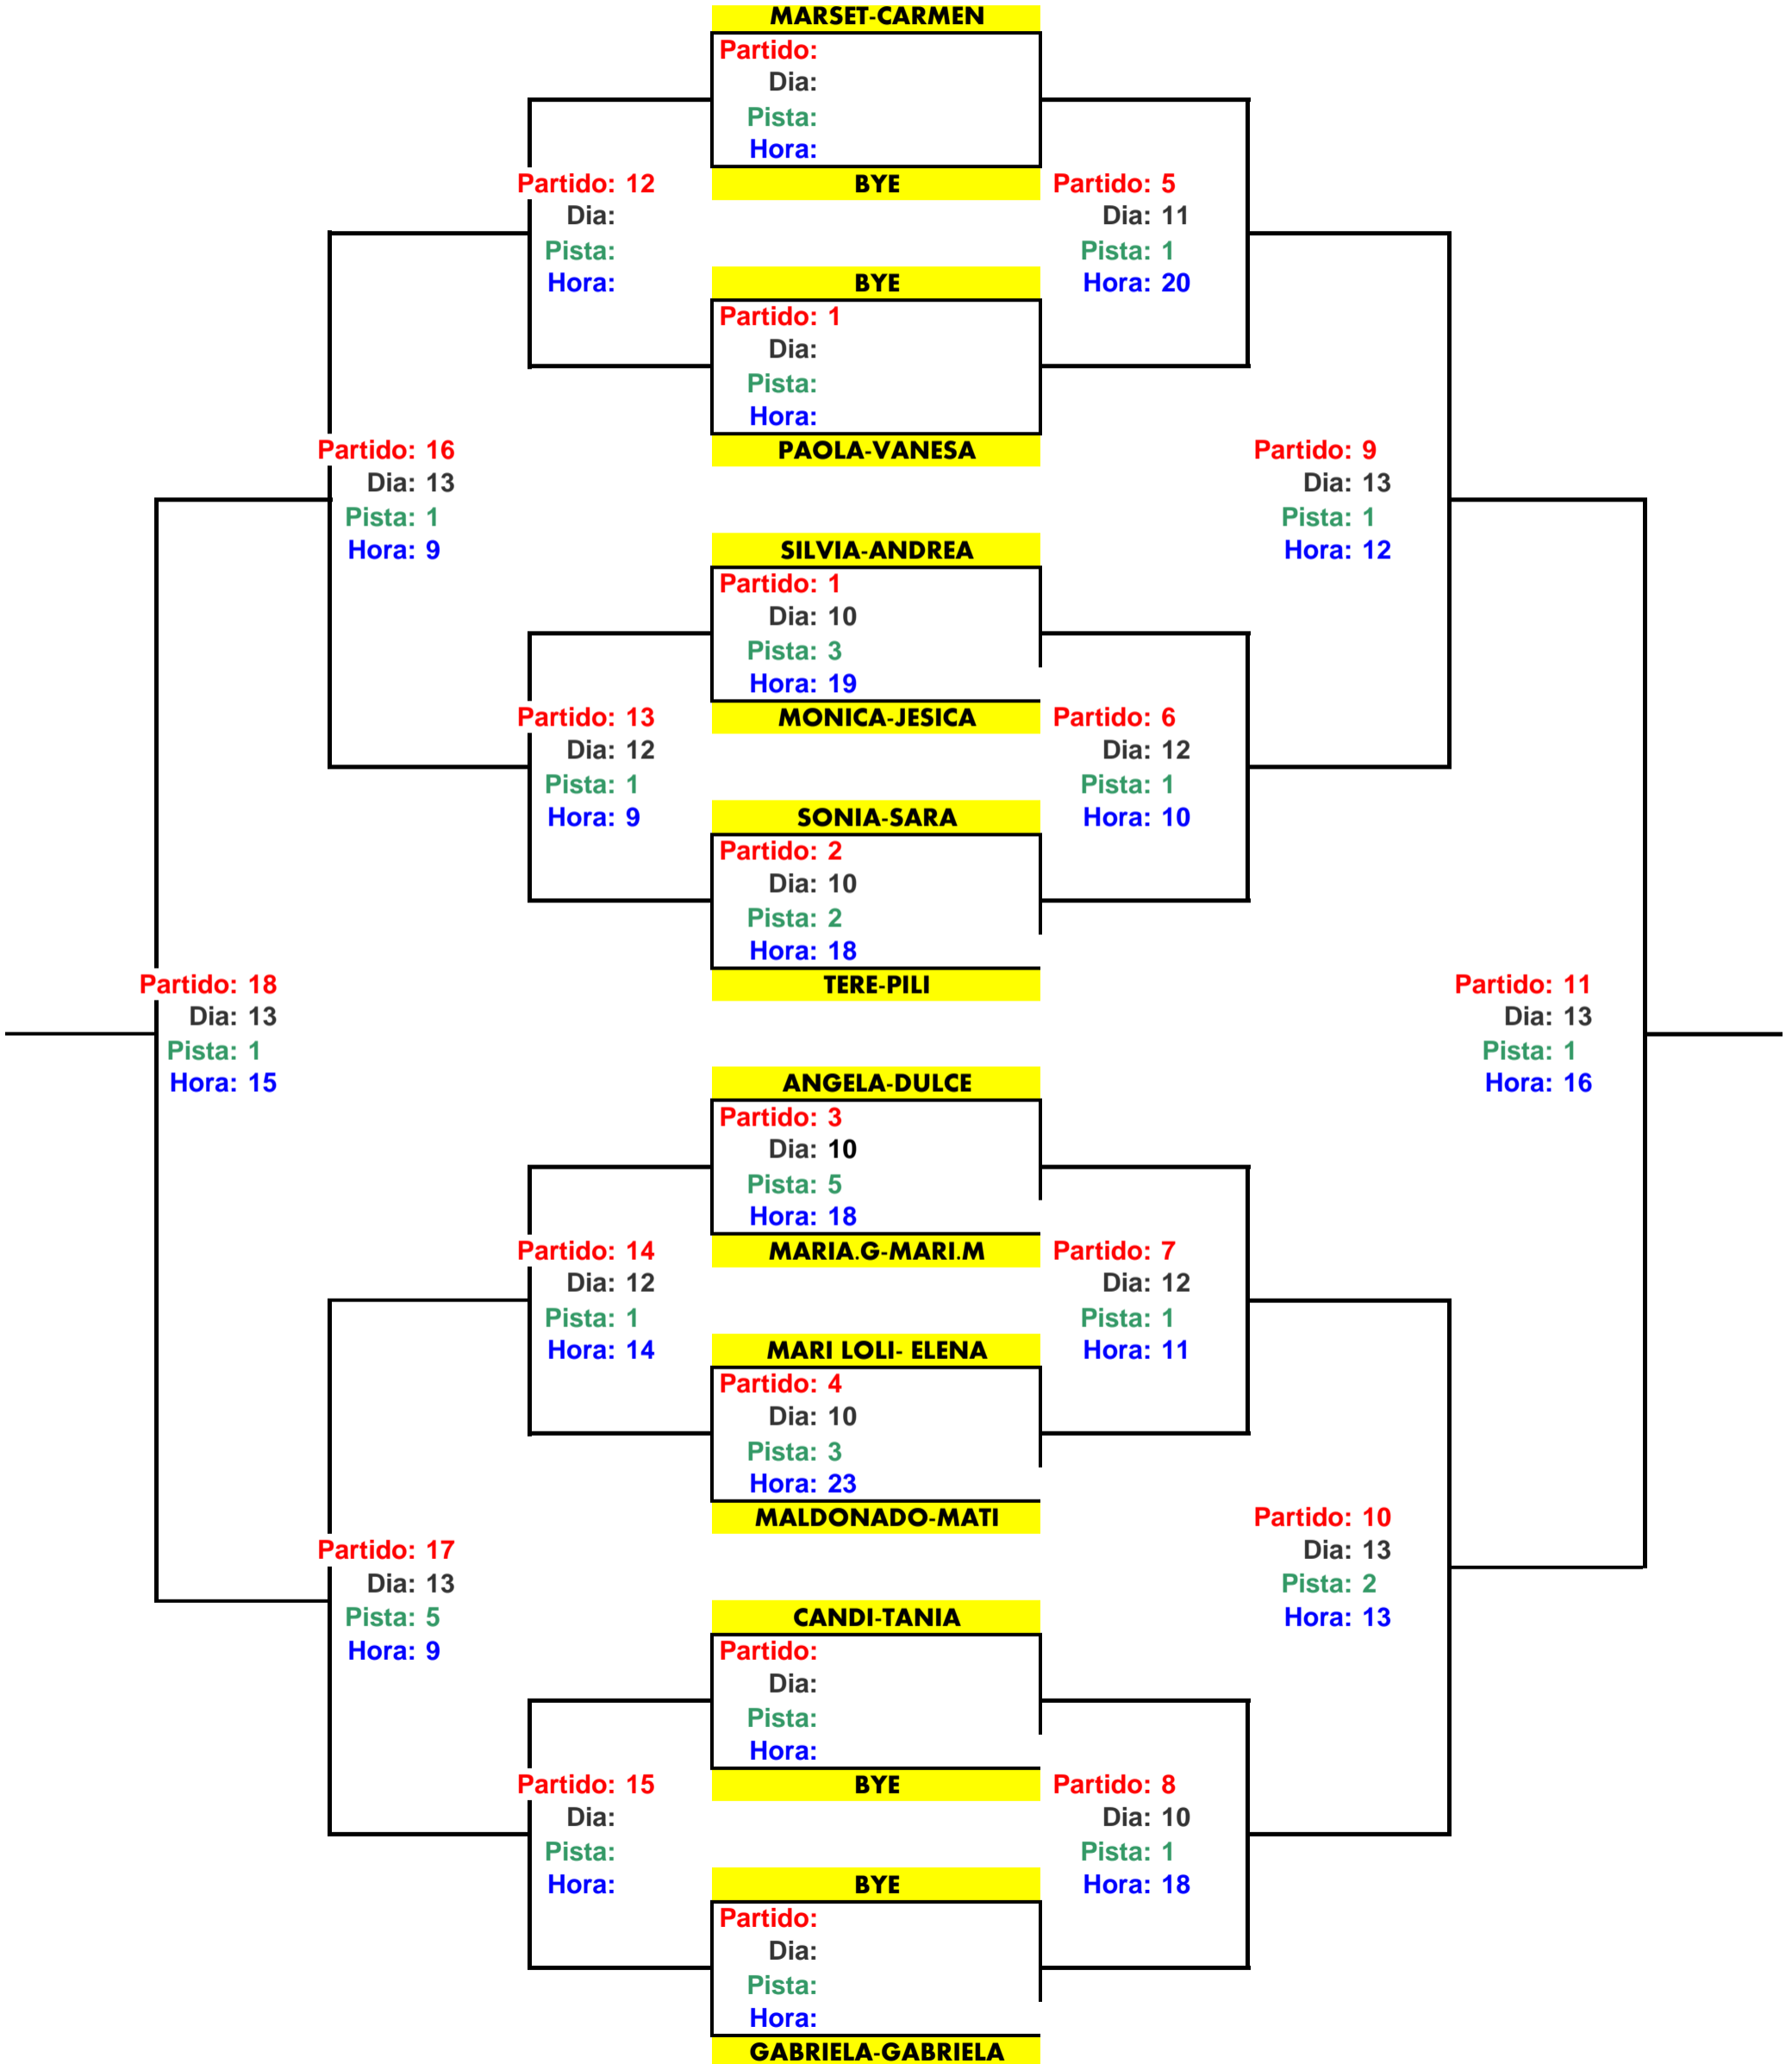 MARSET-CARMEN
Partido:
Dia:
Pista:
Hora:
Partido: 12 BYE Partido: 5
Dia: Dia: 11
Pista: Pista: 1
Hora: BYE Hora: 20
Partido: 1
Dia:
Pista:
Hora:
Partido: 16 PAOLA-VANESA Partido: 9
Dia: 13 Dia: 13
Pista: 1 Pista: 1
Hora: 9 SILVIA-ANDREA Hora: 12
Partido: 1
Dia: 10
Pista: 3
Hora: 19
Partido: 13 MONICA-JESICA Partido: 6
Dia: 12 Dia: 12
Pista: 1 Pista: 1
Hora: 9 SONIA-SARA Hora: 10
Partido: 2
Dia: 10
Pista: 2
Hora: 18
Partido: 18 TERE-PILI Partido: 11
Dia: 13 Dia: 13
Pista: 1 Pista: 1
Hora: 15 ANGELA-DULCE Hora: 16
Partido: 3
Dia: 10
Pista: 5
Hora: 18
Partido: 14 MARIA.G-MARI.M Partido: 7
Dia: 12 Dia: 12
Pista: 1 Pista: 1
Hora: 14 MARI LOLI- ELENA Hora: 11
Partido: 4
Dia: 10
Pista: 3
Hora: 23
MALDONADO-MATI Partido: 10
Partido: 17 Dia: 13
Dia: 13 Pista: 2
Pista: 5 CANDI-TANIA Hora: 13
Hora: 9 Partido:
Dia:
Pista:
Hora:
Partido: 15 BYE Partido: 8
Dia: Dia: 10
Pista: Pista: 1
Hora: BYE Hora: 18
Partido:
Dia:
Pista:
Hora:
GABRIELA-GABRIELA